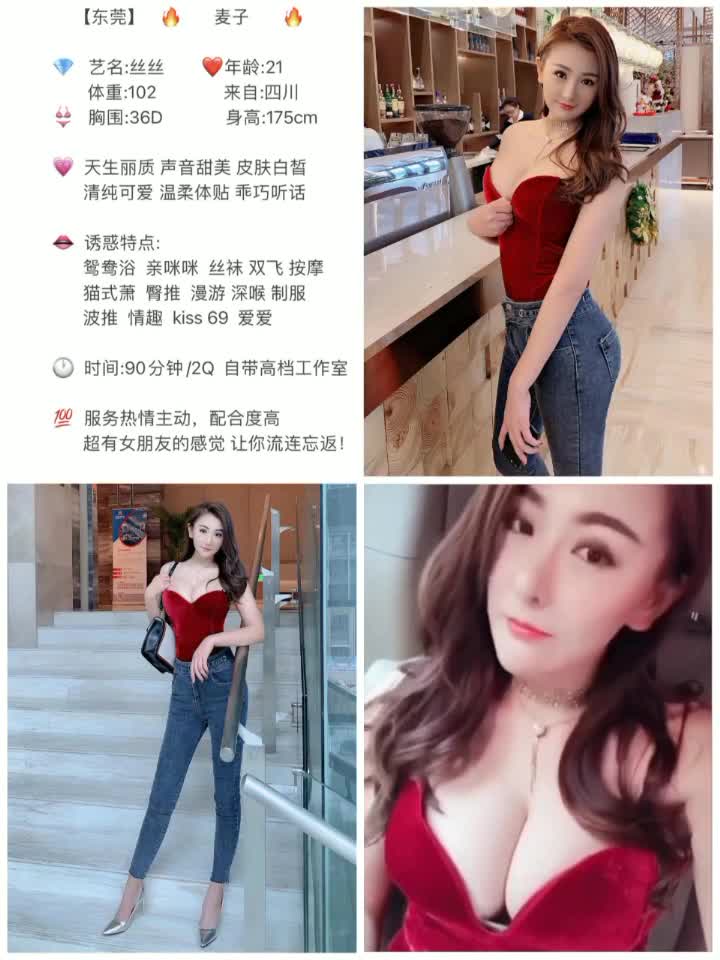 【东莞】 🔥 麦子 🔥
💎 艺名:丝丝 ❤️年龄:21
体重:102 来自:四川
👙 胸围:36D 身高:175cm
💗 天生丽质 声音甜美 皮肤白皙
清纯可爱 温柔体贴 乖巧听话
👄 诱惑特点:
鸳鸯浴 亲咪咪 丝袜 双飞 按摩
猫式萧 臀推 漫游 深喉 制服
波推 情趣 kiss 69 爱爱
🕐 时间:90分钟/2Q 自带高档工作室
💯 服务热情主动，配合度高
超有女朋友的感觉 让你流连忘返！